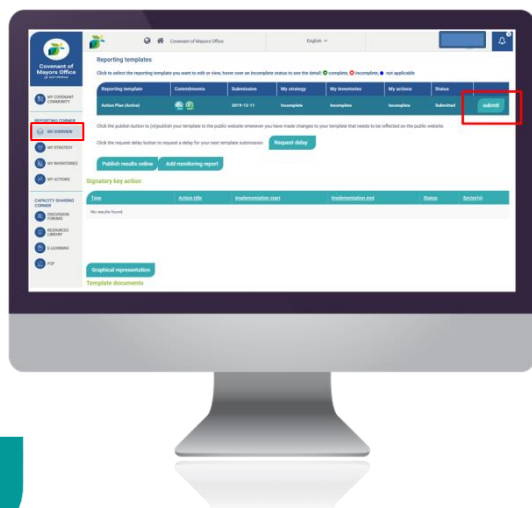 Covenant of Mayors Office
English
Reporting templates
Click to select the reporting template you want to edit or view, hover over an incomplete status to see the detail: complete, incomplete, not applicable
Reporting template Commitments Submission My strategy My inventories My actions Status
Action Plan (Active) 2019-12-11 Incomplete Incomplete Incomplete Submitted submit
Click the publish button to (re)publish your template to the public website whenever you have made changes to your template that needs to be reflected on the public website.
Click the request delay button to request a delay for your next template submission. Request delay
Publish results online Add monitoring report
Signatory key action
Type Action title Implementation start Implementation end Status Sector(s)
No results found.
Graphical representation
Template documents
Covenant of
Mayors Office
MY COVENANT
COMMUNITY
REPORTING CORNER
MY OVERVIEW
MY STRATEGY
MY INVENTORIES
MY ACTIONS
CAPACITY SHARING
CORNER
DISCUSSION
FORUMS
RESOURCES
LIBRARY
E-LEARNING